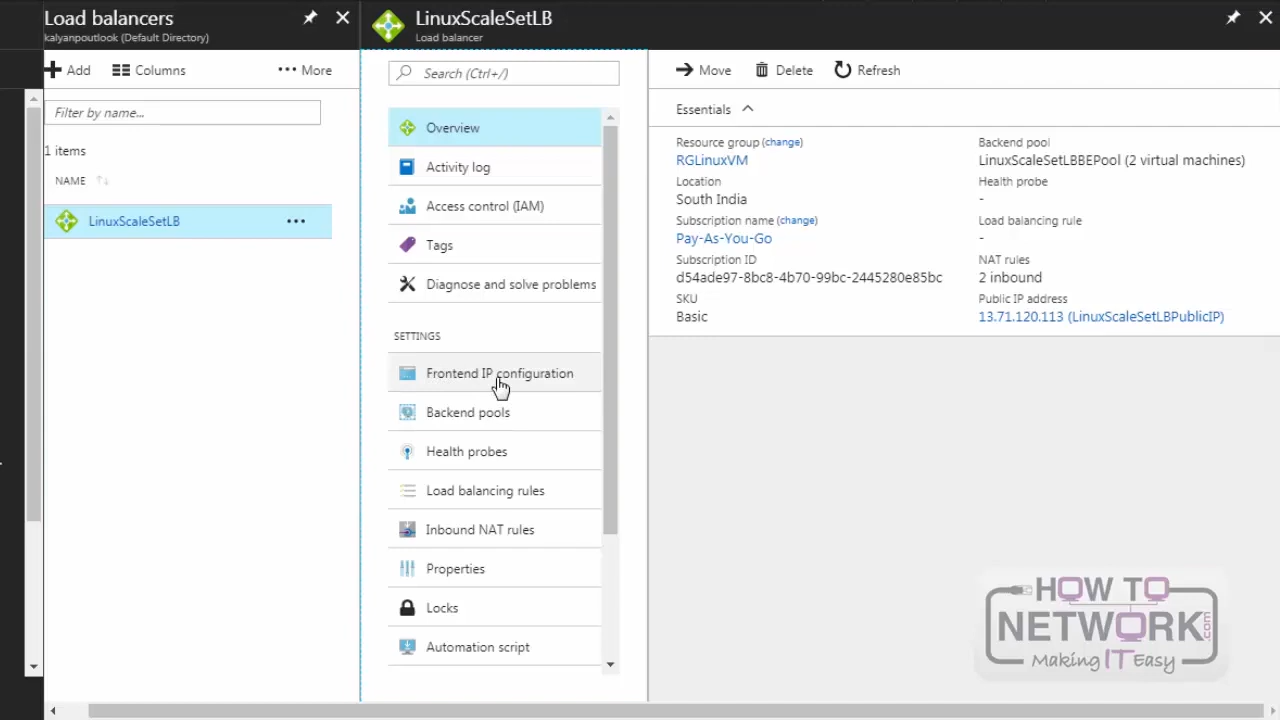 Load balancers
kalyanpoutlook (Default Directory)
Add
Columns
More
Filter by name...
1 items
NAME
LinuxScaleSetLB
LinuxScaleSetLB
Load balancer
Search (Ctrl+/)
Overview
Activity log
Access control (IAM)
Tags
Diagnose and solve problems
SETTINGS
Frontend IP configuration
Backend pools
Health probes
Load balancing rules
Inbound NAT rules
Properties
Locks
Automation script
Move
Delete
Refresh
Essentials
Resource group (change)
RGLinuxVM
Location
South India
Subscription name (change)
Pay-As-You-Go
Subscription ID
d54ade97-8bc8-4b70-99bc-2445280e85bc
SKU
Basic
Backend pool
LinuxScaleSetLBBEPool (2 virtual machines)
Health probe
-
Load balancing rule
-
NAT rules
2 inbound
Public IP address
13.71.120.113 (LinuxScaleSetLBPublicIP)
HOW TO
NETWORK.com
Making IT Easy